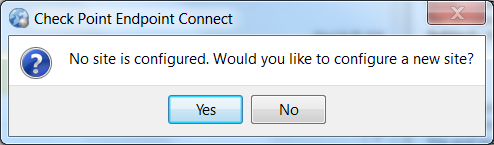 Check Point Endpoint Connect
No site is configured. Would you like to configure a new site?
Yes
No